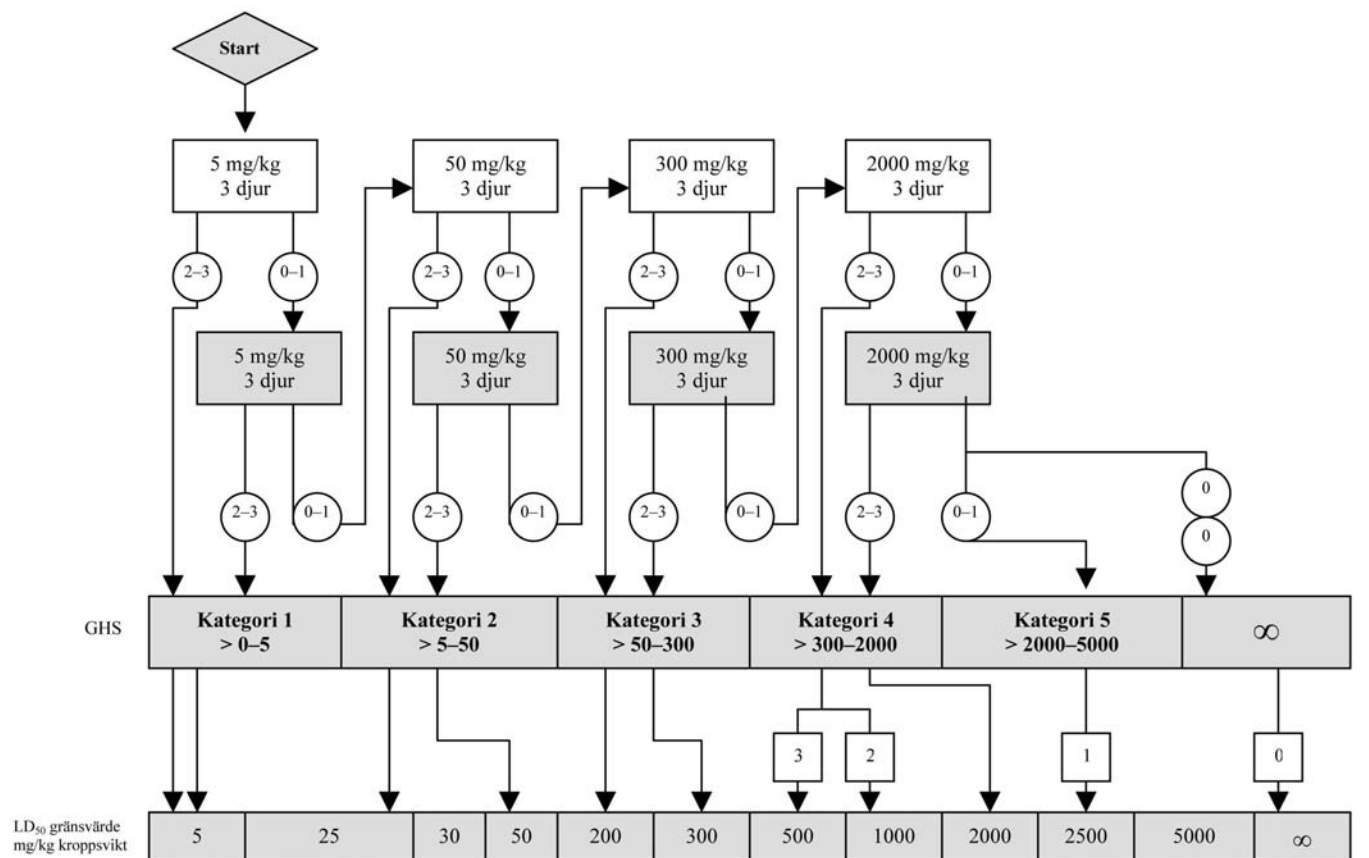 Start
5 mg/kg
3 djur
50 mg/kg
3 djur
300 mg/kg
3 djur
2000 mg/kg
3 djur
2–3
0–1
2–3
0–1
2–3
0–1
2–3
0–1
5 mg/kg
3 djur
50 mg/kg
3 djur
300 mg/kg
3 djur
2000 mg/kg
3 djur
2–3
0–1
2–3
0–1
2–3
0–1
2–3
0–1
0
0
GHS
Kategori 1
> 0–5
Kategori 2
> 5–50
Kategori 3
> 50–300
Kategori 4
> 300–2000
Kategori 5
> 2000–5000
∞
3
2
1
0
LD₅₀ gränsvärde
mg/kg kroppsvikt
5
25
30
50
200
300
500
1000
2000
2500
5000
∞